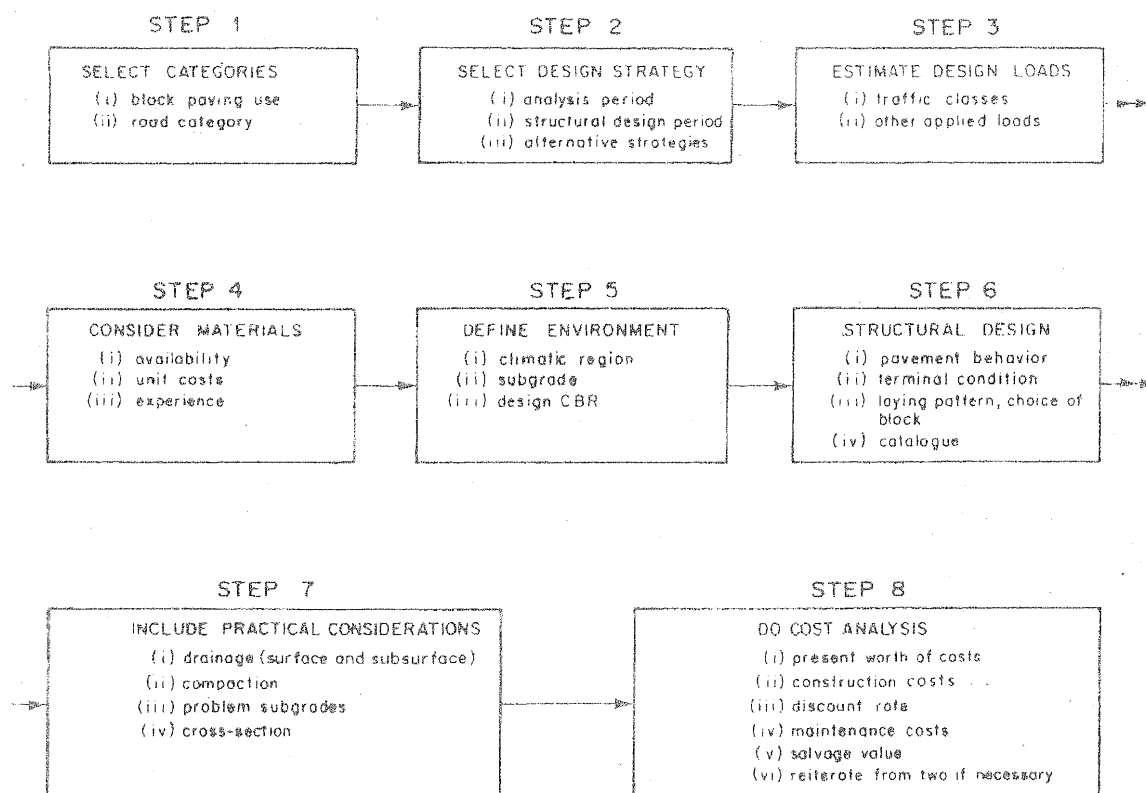 STEP 1
SELECT CATEGORIES
(i) block paving use
(ii) road category
STEP 2
SELECT DESIGN STRATEGY
(i) analysis period
(ii) structural design period
(iii) alternative strategies
STEP 3
ESTIMATE DESIGN LOADS
(i) traffic classes
(ii) other applied loads
STEP 4
CONSIDER MATERIALS
(i) availability
(ii) unit costs
(iii) experience
STEP 5
DEFINE ENVIRONMENT
(i) climatic region
(ii) subgrade
(iii) design CBR
STEP 6
STRUCTURAL DESIGN
(i) pavement behavior
(ii) terminal condition
(iii) laying pattern, choice of
block
(iv) catalogue
STEP 7
INCLUDE PRACTICAL CONSIDERATIONS
(i) drainage (surface and subsurface)
(ii) compaction
(iii) problem subgrades
(iv) cross-section
STEP 8
DO COST ANALYSIS
(i) present worth of costs
(ii) construction costs
(iii) discount rate
(iv) maintenance costs
(v) salvage value
(vi) reiterate from two if necessary